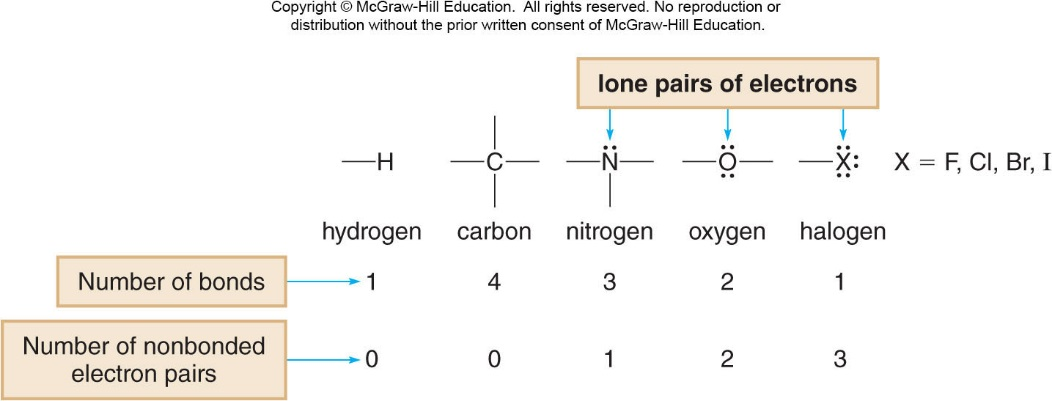 Copyright © McGraw-Hill Education. All rights reserved. No reproduction or
distribution without the prior written consent of McGraw-Hill Education.
lone pairs of electrons
H C N O X: X = F, Cl, Br, I
hydrogen carbon nitrogen oxygen halogen
Number of bonds 1 4 3 2 1
Number of nonbonded
electron pairs 0 0 1 2 3